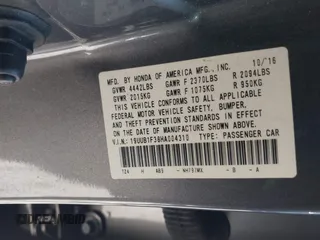 MFD. BY HONDA OF AMERICA MFG., INC. 10/16
GVWR 4442LBS GAWR F 2370LBS R 2094LBS
GVWR 2015KG GAWR F 1075KG R 950KG
THIS VEHICLE CONFORMS TO ALL APPLICABLE
FEDERAL MOTOR VEHICLE SAFETY, BUMPER,
AND THEFT PREVENTION STANDARDS IN EFFECT
ON THE DATE OF MANUFACTURE SHOWN ABOVE.
V.I.N.: 19UUB1F38HA004310 TYPE: PASSENGER CAR
H NH797MX B A